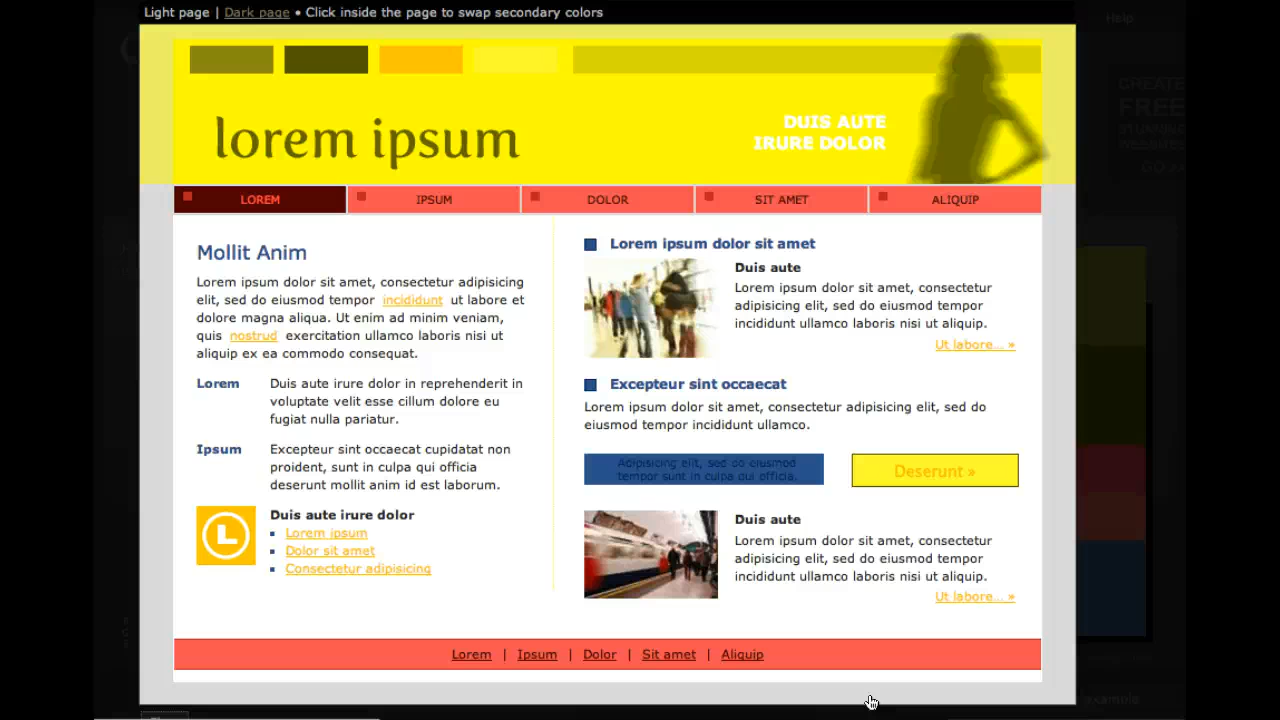 Light page | Dark page • Click inside the page to swap secondary colors
Help
CREATE
FREE
lorem ipsum
DUIS AUTE
IRURE DOLOR
LOREM
IPSUM
DOLOR
SIT AMET
ALIQUIP
Mollit Anim
Lorem ipsum dolor sit amet, consectetur adipisicing
elit, sed do eiusmod tempor incididunt ut labore et
dolore magna aliqua. Ut enim ad minim veniam,
quis nostrud exercitation ullamco laboris nisi ut
aliquip ex ea commodo consequat.
Lorem
Duis aute irure dolor in reprehenderit in
voluptate velit esse cillum dolore eu
fugiat nulla pariatur.
Ipsum
Excepteur sint occaecat cupidatat non
proident, sunt in culpa qui officia
deserunt mollit anim id est laborum.
L
Duis aute irure dolor
Lorem ipsum
Dolor sit amet
Consectetur adipisicing
Lorem ipsum dolor sit amet
Duis aute
Lorem ipsum dolor sit amet, consectetur
adipisicing elit, sed do eiusmod tempor
incididunt ullamco laboris nisi ut aliquip.
Ut labore... »
Excepteur sint occaecat
Lorem ipsum dolor sit amet, consectetur adipisicing elit, sed do
eiusmod tempor incididunt ullamco.
Adipisicing elit, sed do eiusmod
tempor sunt in culpa qui officia.
Deserunt »
Duis aute
Lorem ipsum dolor sit amet, consectetur
adipisicing elit, sed do eiusmod tempor
incididunt ullamco laboris nisi ut aliquip.
Ut labore... »
Lorem | Ipsum | Dolor | Sit amet | Aliquip
example